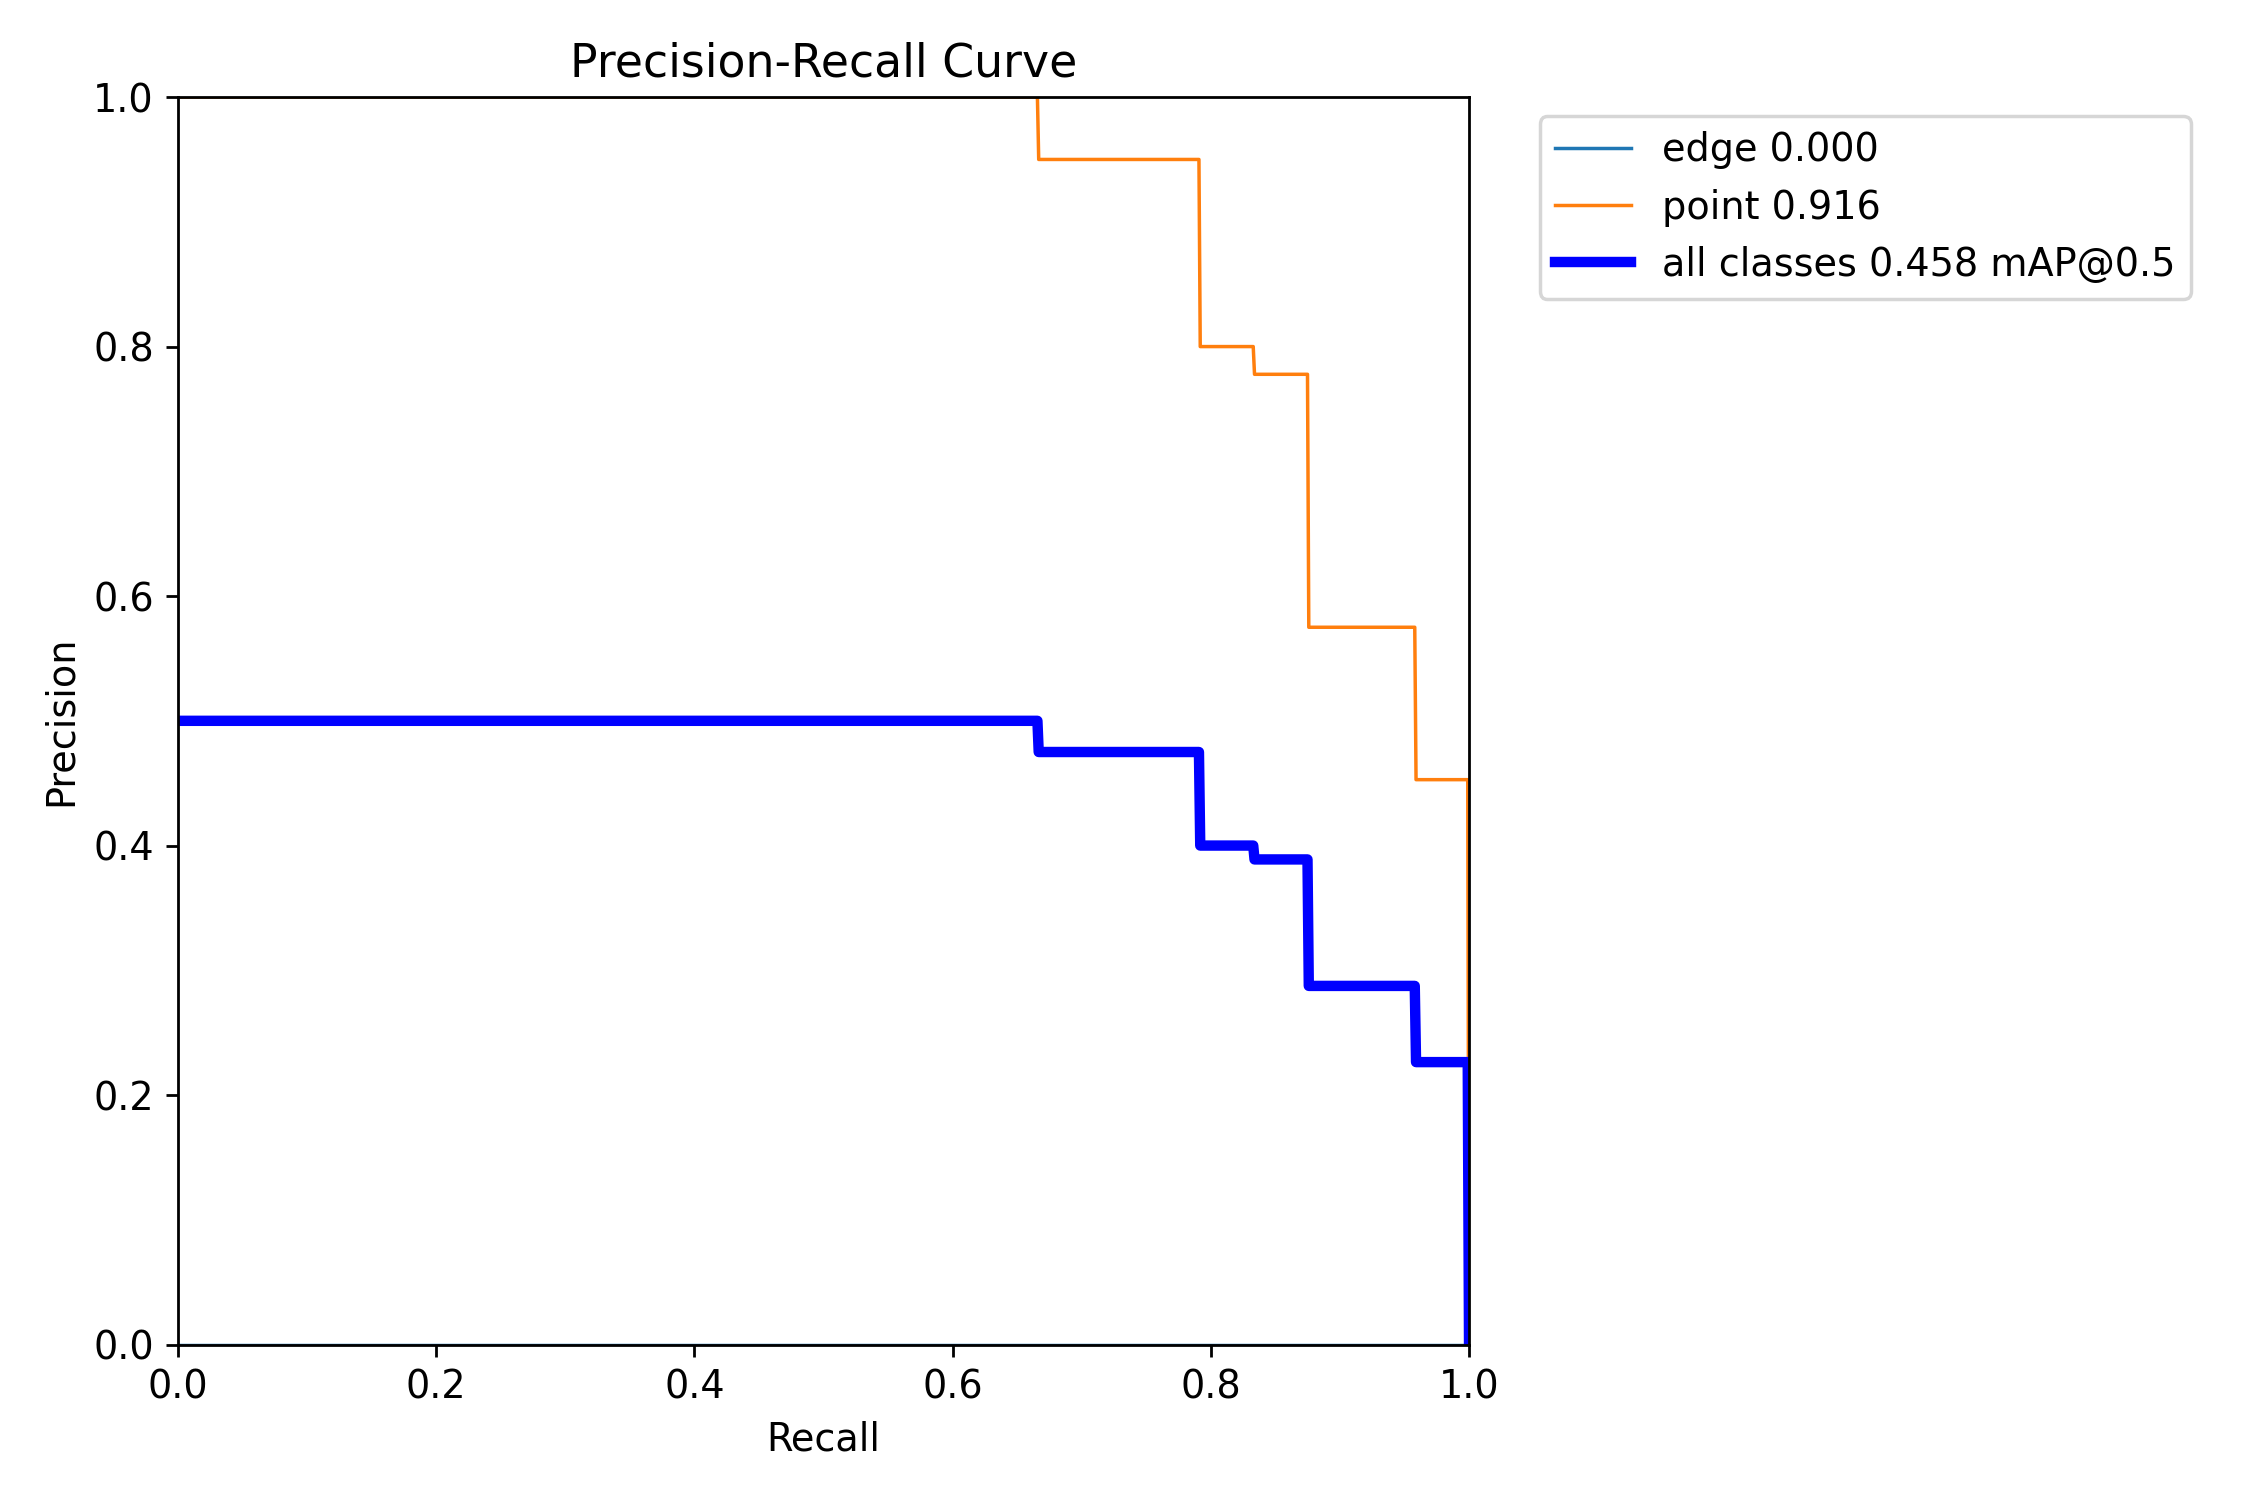 Precision-Recall Curve
1.0
0.8
0.6
0.4
0.2
0.0
Precision
0.0 0.2 0.4 0.6 0.8 1.0
Recall
edge 0.000
point 0.916
all classes 0.458 mAP@0.5